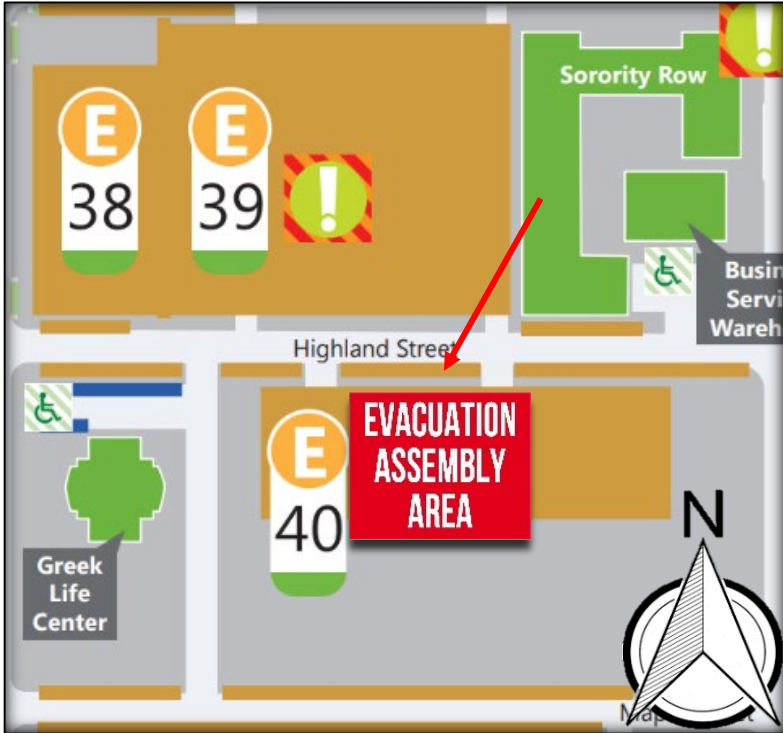 Sorority Row
E
38
E
39
!
!
Highland Street
EVACUATION
ASSEMBLY
AREA
E
40
Greek
Life
Center
N